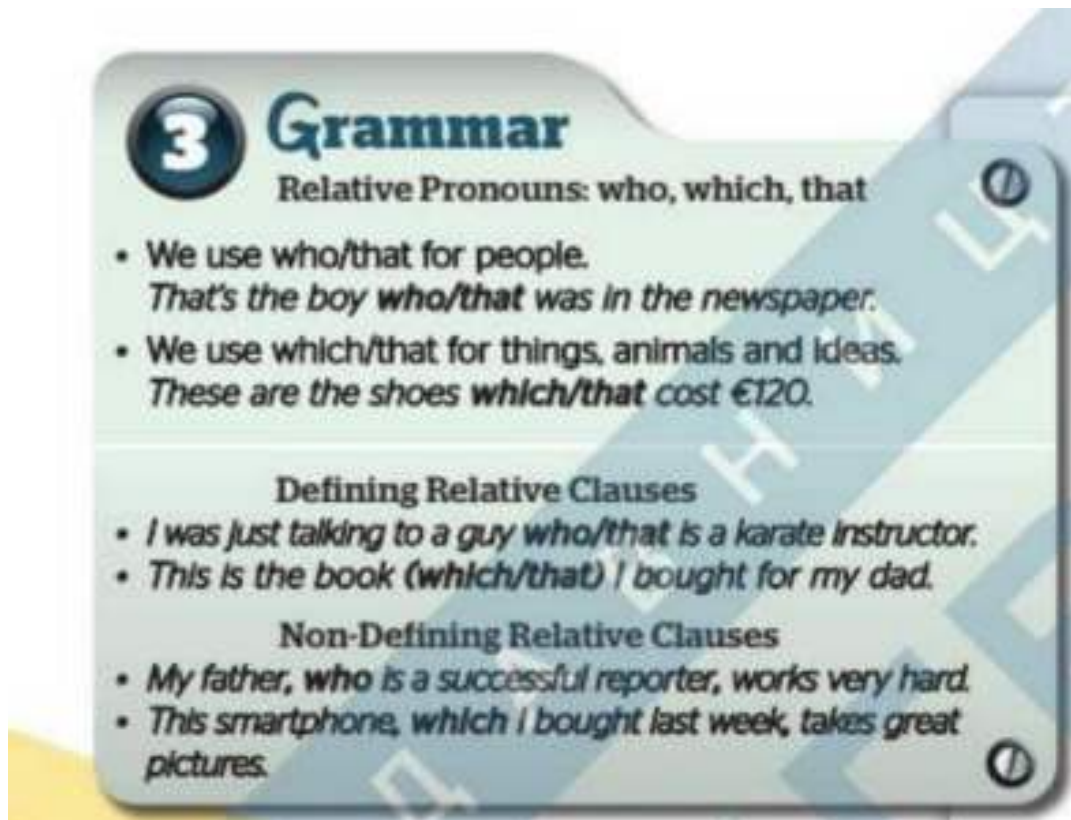 3 Grammar
Relative Pronouns: who, which, that
• We use who/that for people.
That's the boy who/that was in the newspaper.
• We use which/that for things, animals and ideas.
These are the shoes which/that cost €120.
Defining Relative Clauses
• I was just talking to a guy who/that is a karate instructor.
• This is the book (which/that) I bought for my dad.
Non-Defining Relative Clauses
• My father, who is a successful reporter, works very hard.
• This smartphone, which I bought last week, takes great
pictures.